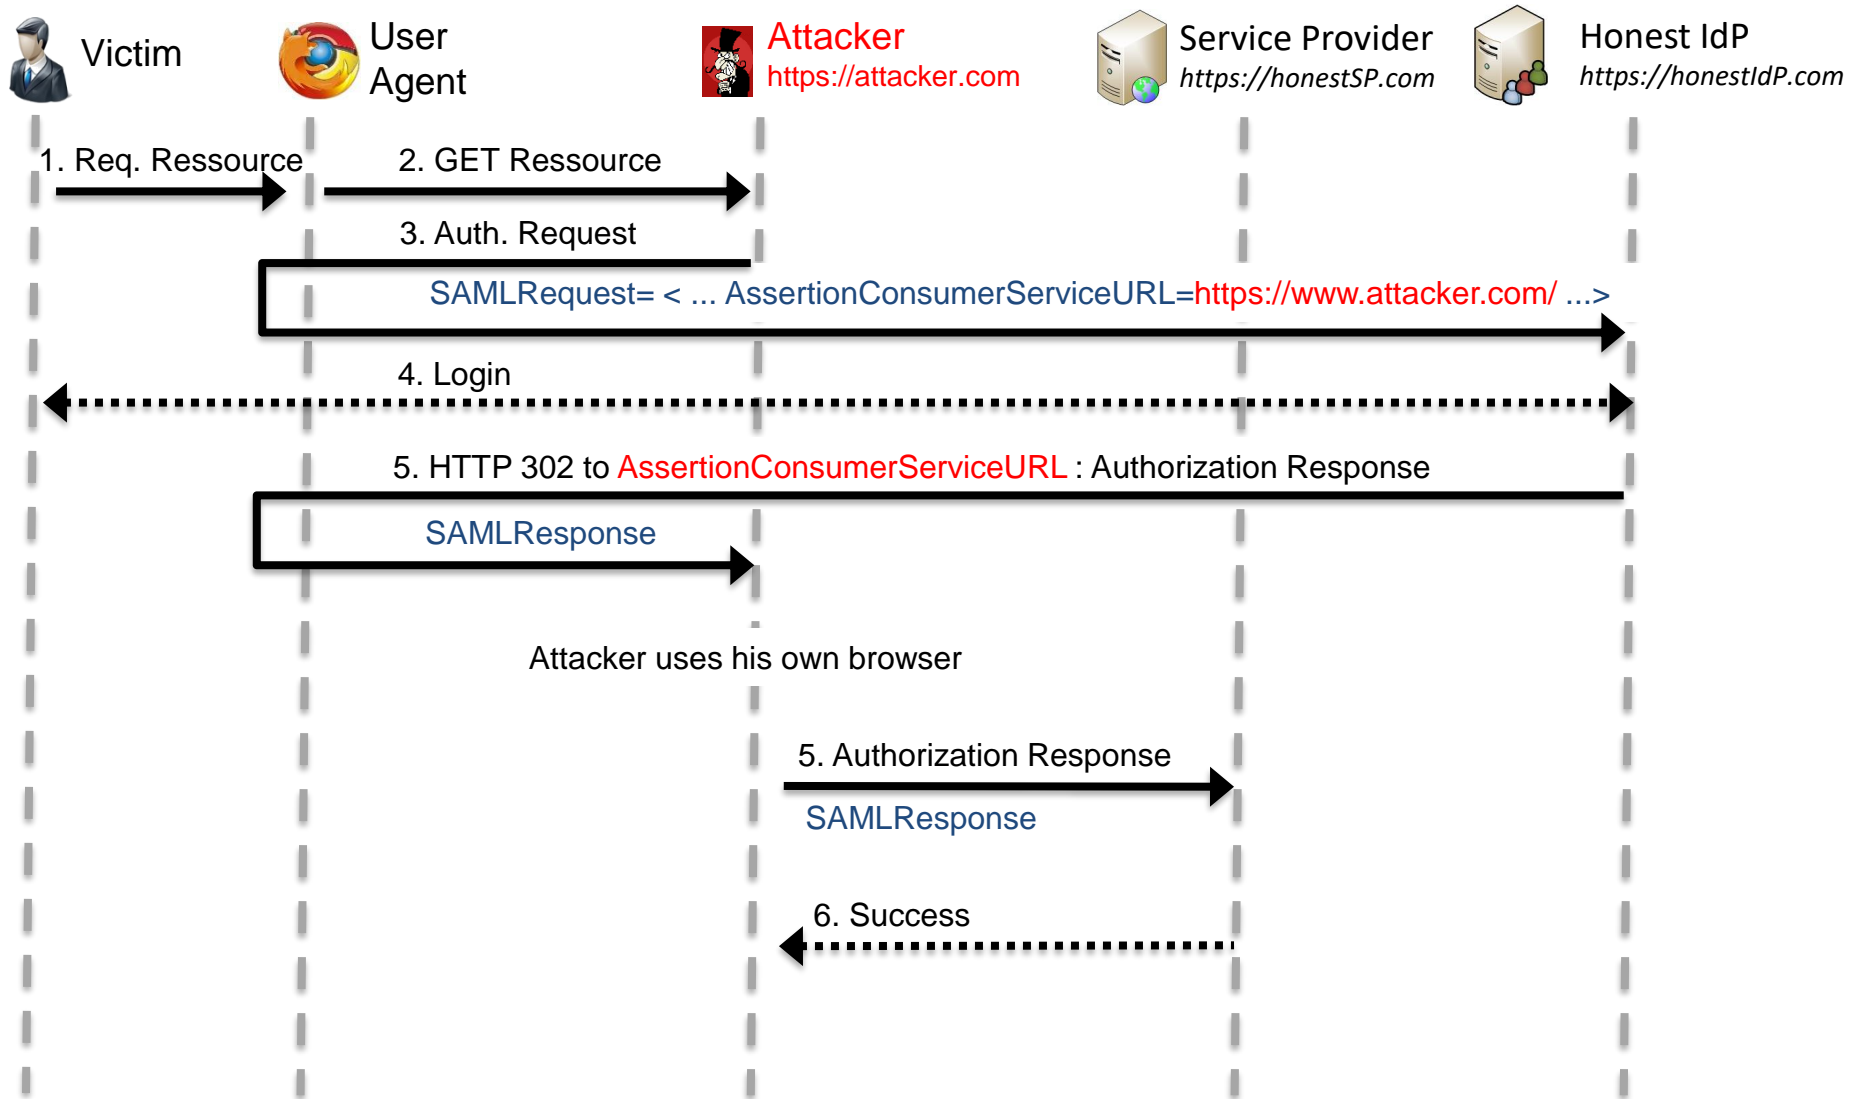 Victim
User
Agent
Attacker
https://attacker.com
Service Provider
https://honestSP.com
Honest IdP
https://honestIdP.com
1. Req. Ressource
2. GET Ressource
3. Auth. Request
SAMLRequest= < ... AssertionConsumerServiceURL=https://www.attacker.com/ ...>
4. Login
5. HTTP 302 to AssertionConsumerServiceURL : Authorization Response
SAMLResponse
Attacker uses his own browser
5. Authorization Response
SAMLResponse
6. Success